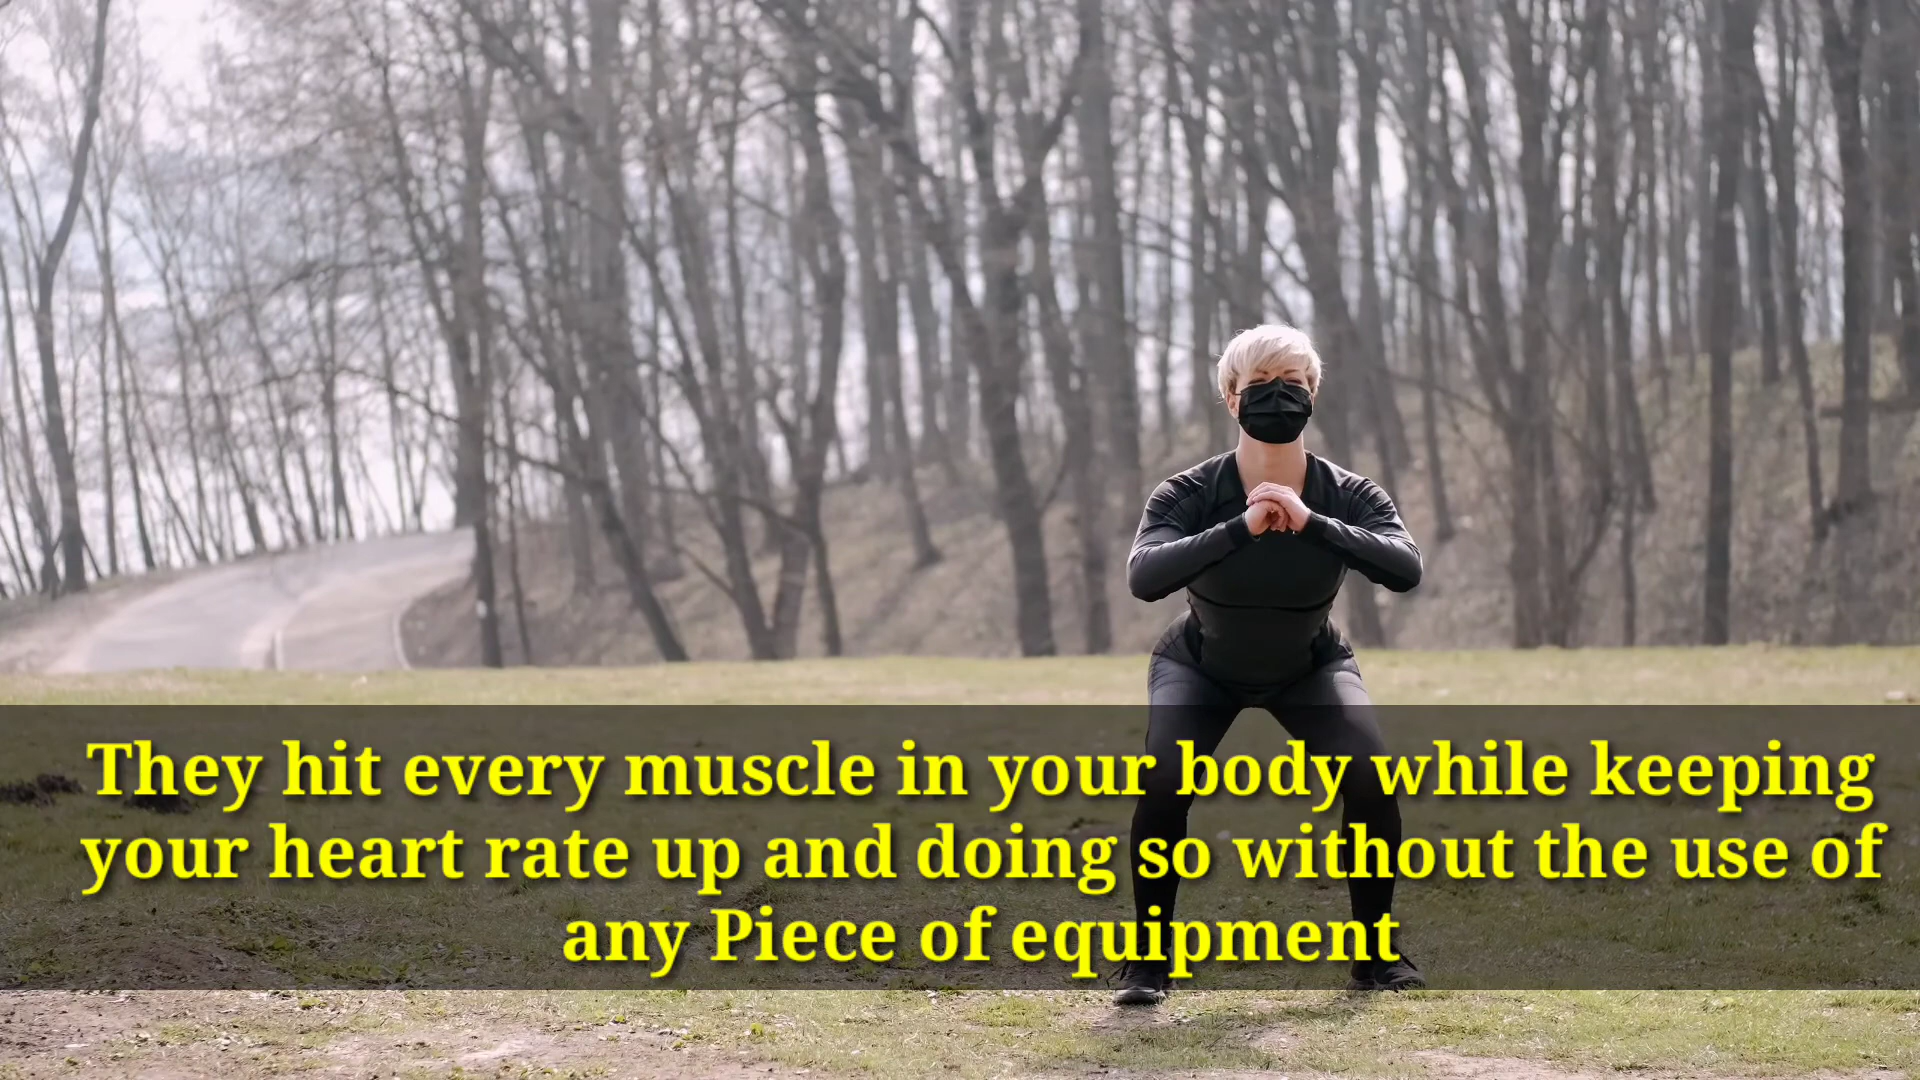 They hit every muscle in your body while keeping
your heart rate up and doing so without the use of
any Piece of equipment